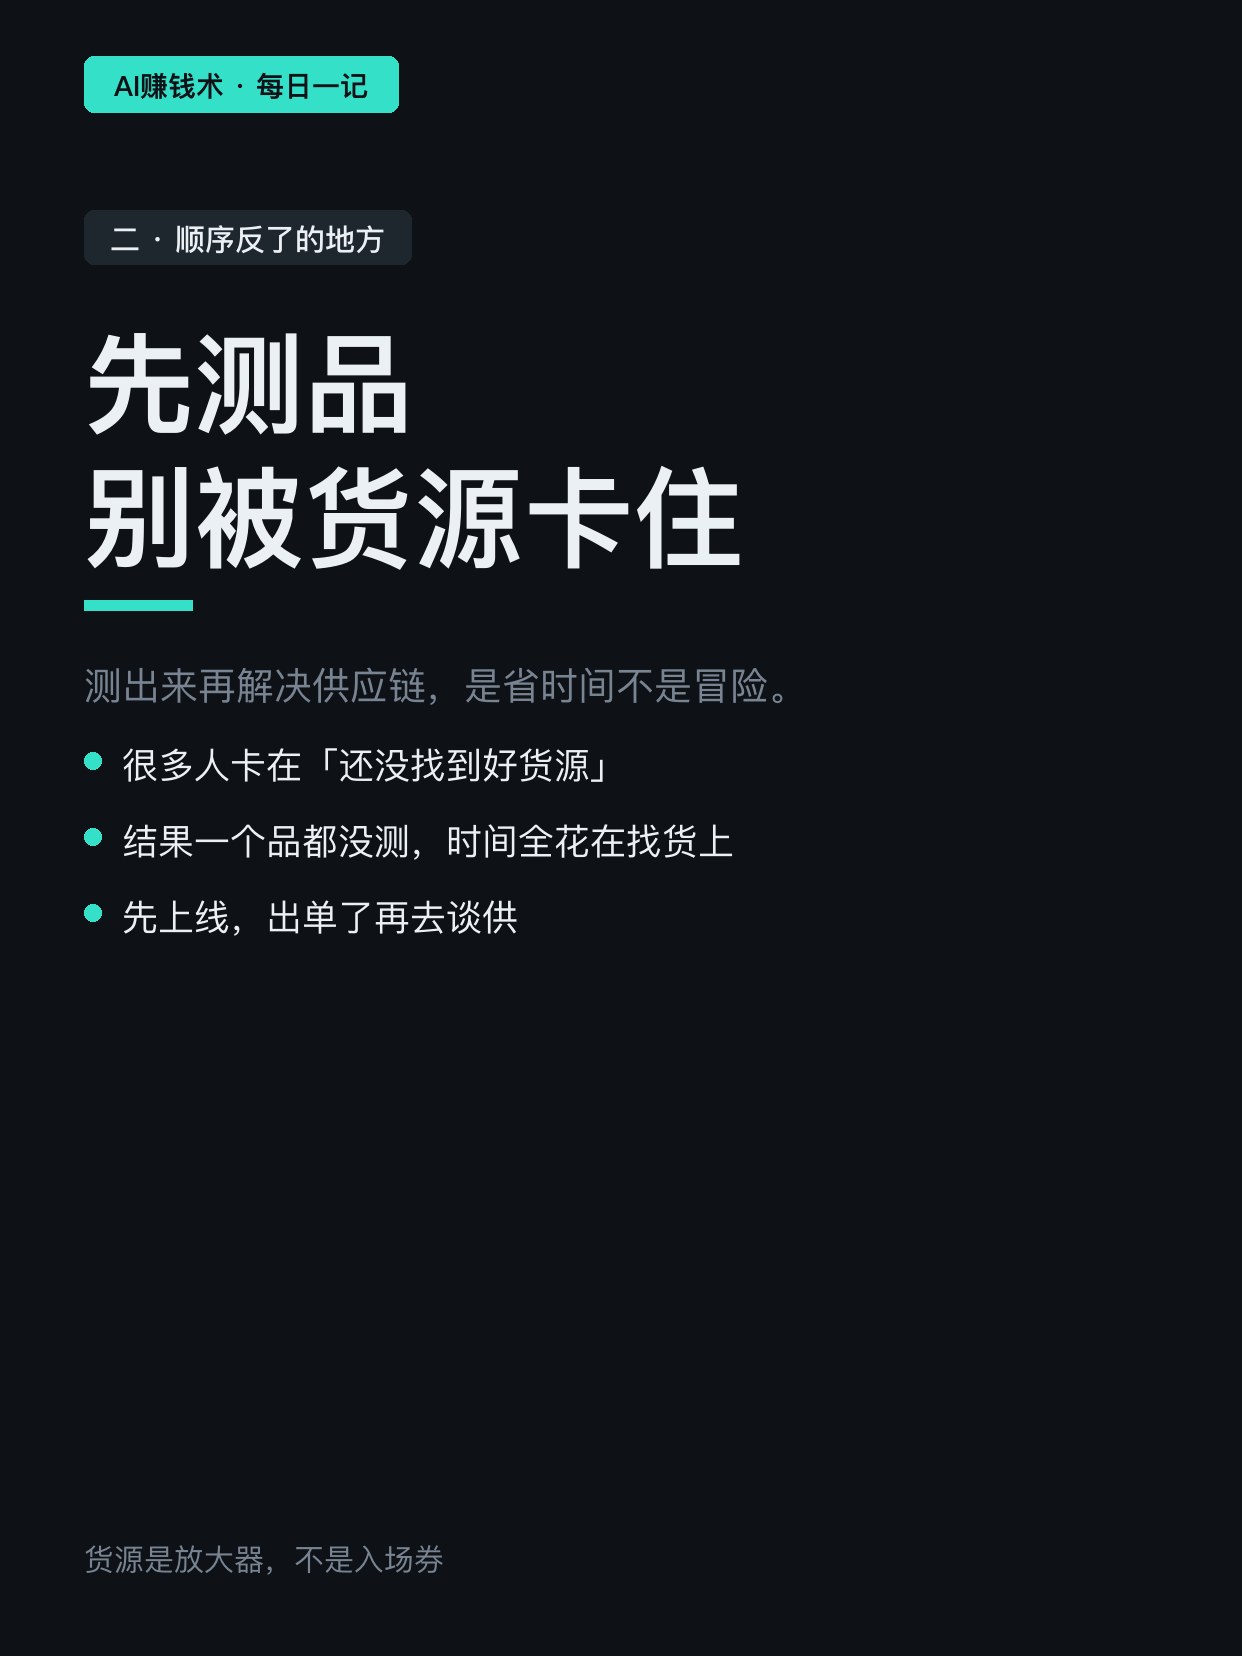 AI赚钱术 · 每日一记
二 · 顺序反了的地方
先测品
别被货源卡住
测出来再解决供应链，是省时间不是冒险。
很多人卡在「还没找到好货源」
结果一个品都没测，时间全花在找货上
先上线，出单了再去谈供
货源是放大器，不是入场券